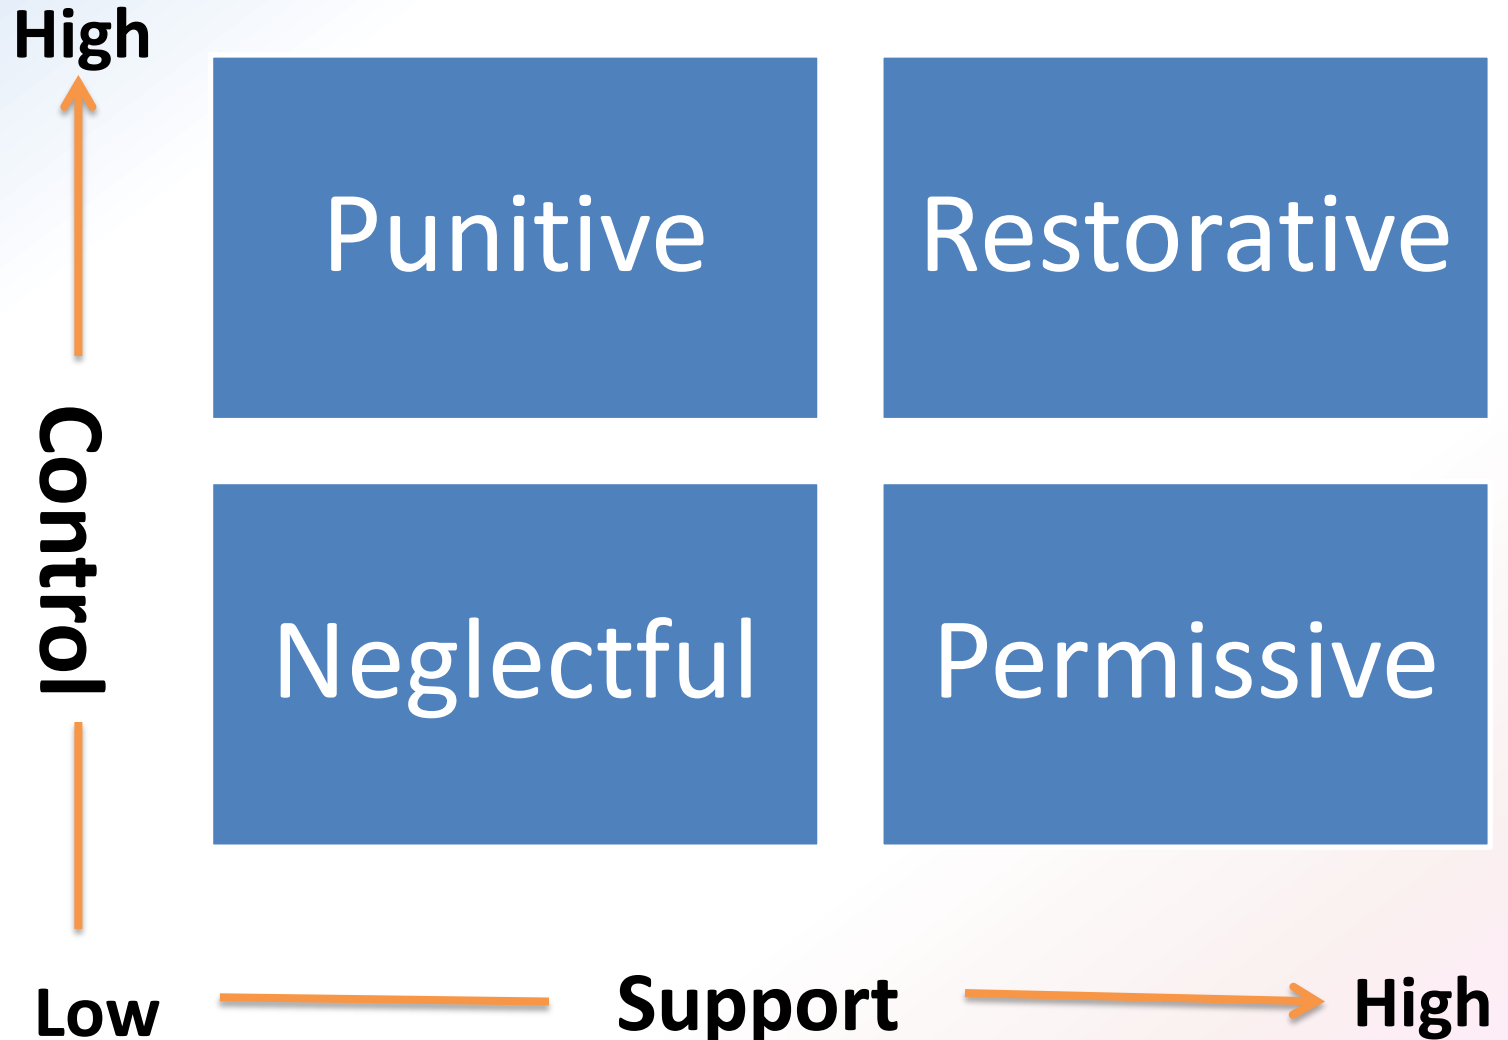 High
Punitive
Restorative
Control
Neglectful
Permissive
Low
Support
High